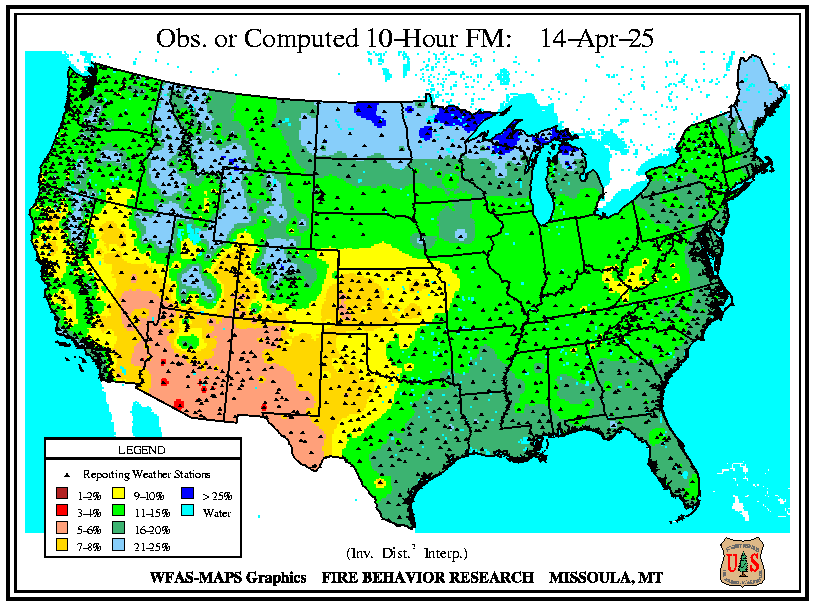 Obs. or Computed 10-Hour FM: 14-Apr-25
LEGEND
Reporting Weather Stations
1-2% 9-10% > 25%
3-4% 11-15% Water
5-6% 16-20%
7-8% 21-25%
(Inv. Dist.² Interp.)
WFAS-MAPS Graphics FIRE BEHAVIOR RESEARCH MISSOULA, MT
U S